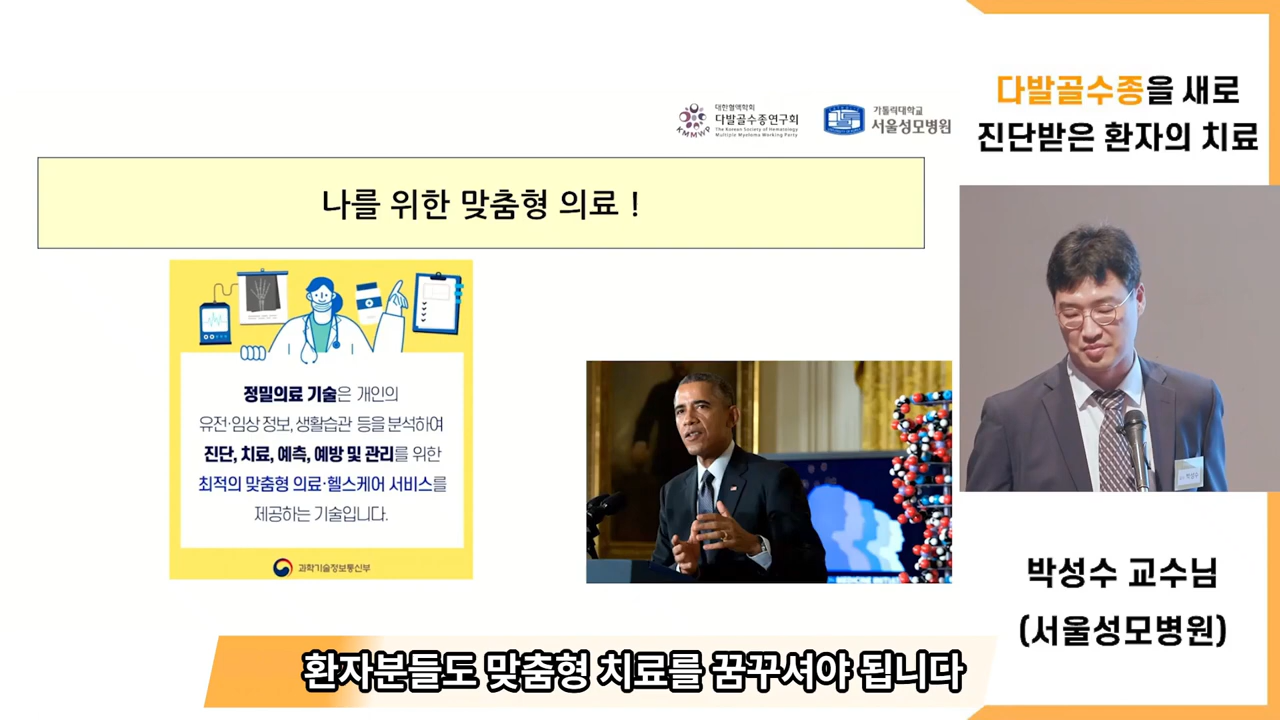 대한혈액학회
다발골수종연구회
The Korean Society of Hematology
Multiple Myeloma Working Party
KMMWP
가톨릭대학교
서울성모병원
나를 위한 맞춤형 의료 !
정밀의료 기술은 개인의
유전·임상 정보, 생활습관 등을 분석하여
진단, 치료, 예측, 예방 및 관리를 위한
최적의 맞춤형 의료·헬스케어 서비스를
제공하는 기술입니다.
과학기술정보통신부
다발골수종을 새로
진단받은 환자의 치료
박성수 교수님
(서울성모병원)
환자분들도 맞춤형 치료를 꿈꾸셔야 됩니다